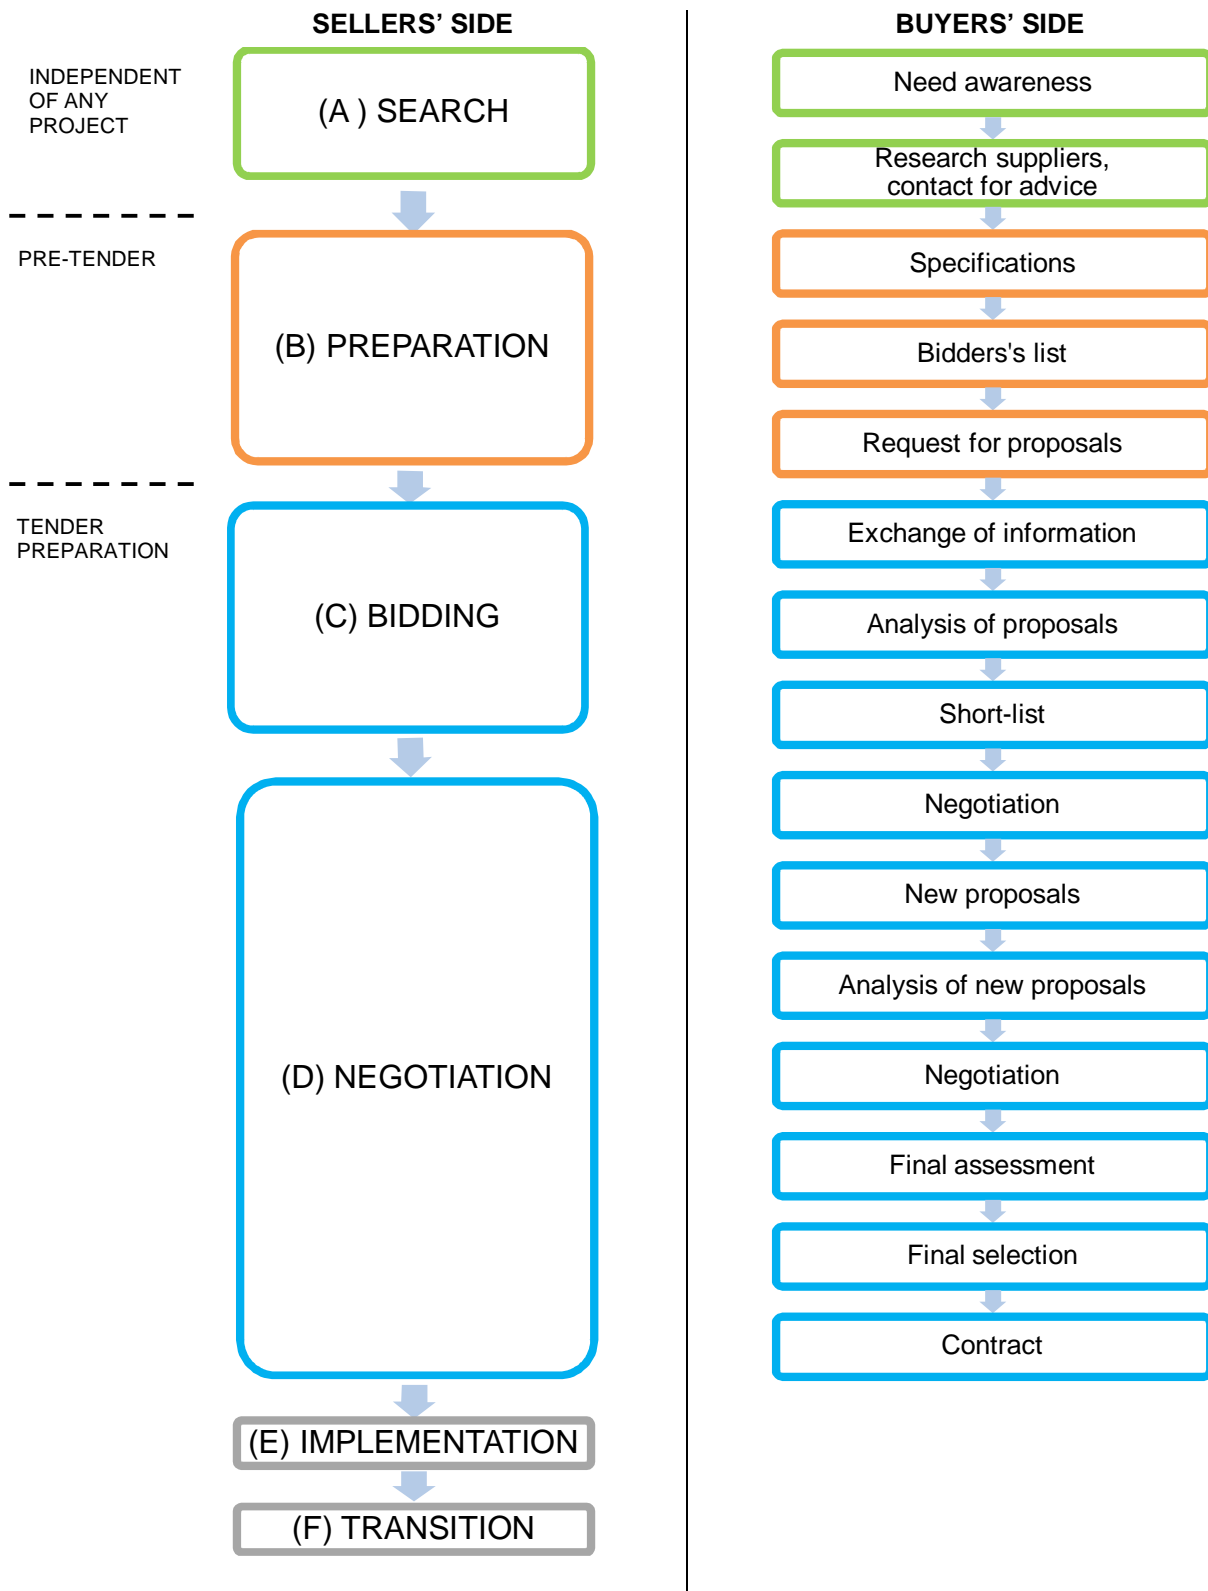 SELLERS’ SIDE
BUYERS’ SIDE
INDEPENDENT
OF ANY
PROJECT
(A ) SEARCH
Need awareness
Research suppliers,
contact for advice
PRE-TENDER
(B) PREPARATION
Specifications
Bidders's list
Request for proposals
TENDER
PREPARATION
(C) BIDDING
Exchange of information
Analysis of proposals
Short-list
(D) NEGOTIATION
Negotiation
New proposals
Analysis of new proposals
Negotiation
Final assessment
Final selection
Contract
(E) IMPLEMENTATION
(F) TRANSITION